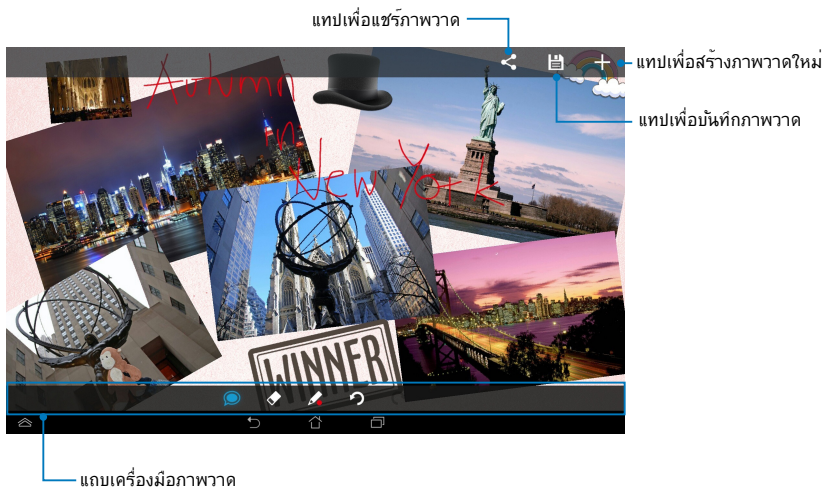 แทปเพื่อแชร์ภาพวาด
แทปเพื่อสร้างภาพวาดใหม่
แทปเพื่อบันทึกภาพวาด
Autumn
in
New York
WINNER
แถบเครื่องมือภาพวาด